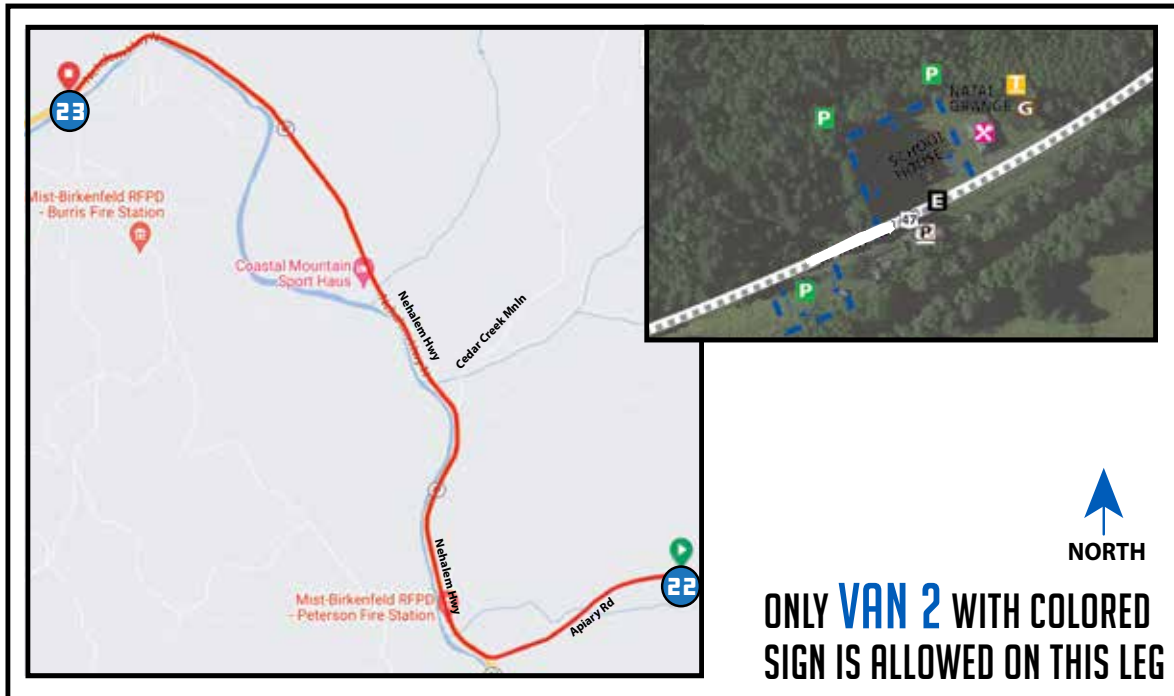 23
Mist-Birkenfeld RFPD
- Burris Fire Station
Coastal Mountain
Sport Haus
Nehalem Hwy
Cedar Creek Mnln
Nehalem Hwy
Mist-Birkenfeld RFPD
- Peterson Fire Station
Apiary Rd
22
P
P
NATAL
GRANGE
T
G
SCHOOL
HOUSE
E
47
P
P
NORTH
ONLY VAN 2 WITH COLORED
SIGN IS ALLOWED ON THIS LEG